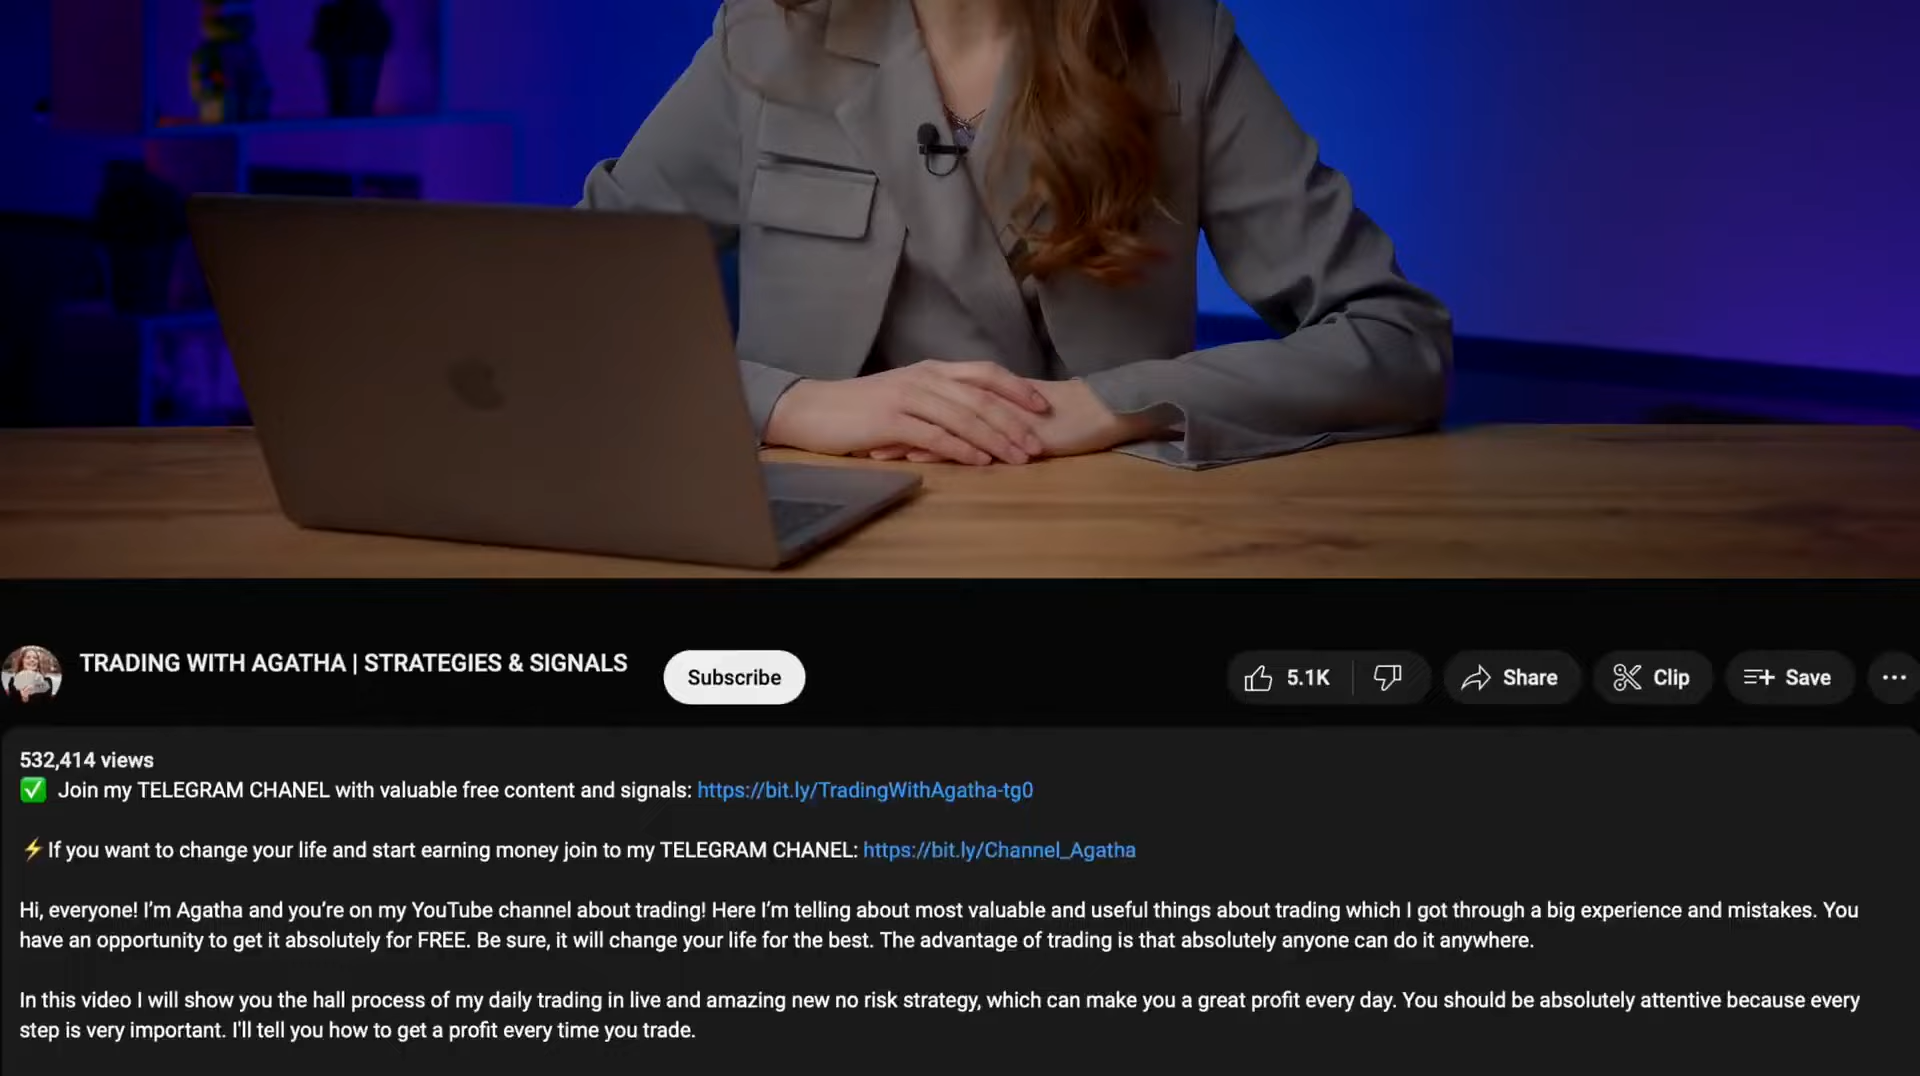 TRADING WITH AGATHA | STRATEGIES & SIGNALS
Subscribe
5.1K
Share
Clip
Save
532,414 views
✅ Join my TELEGRAM CHANEL with valuable free content and signals: https://bit.ly/TradingWithAgatha-tg0
⚡If you want to change your life and start earning money join to my TELEGRAM CHANEL: https://bit.ly/Channel_Agatha
Hi, everyone! I’m Agatha and you’re on my YouTube channel about trading! Here I’m telling about most valuable and useful things about trading which I got through a big experience and mistakes. You
have an opportunity to get it absolutely for FREE. Be sure, it will change your life for the best. The advantage of trading is that absolutely anyone can do it anywhere.
In this video I will show you the hall process of my daily trading in live and amazing new no risk strategy, which can make you a great profit every day. You should be absolutely attentive because every
step is very important. I'll tell you how to get a profit every time you trade.